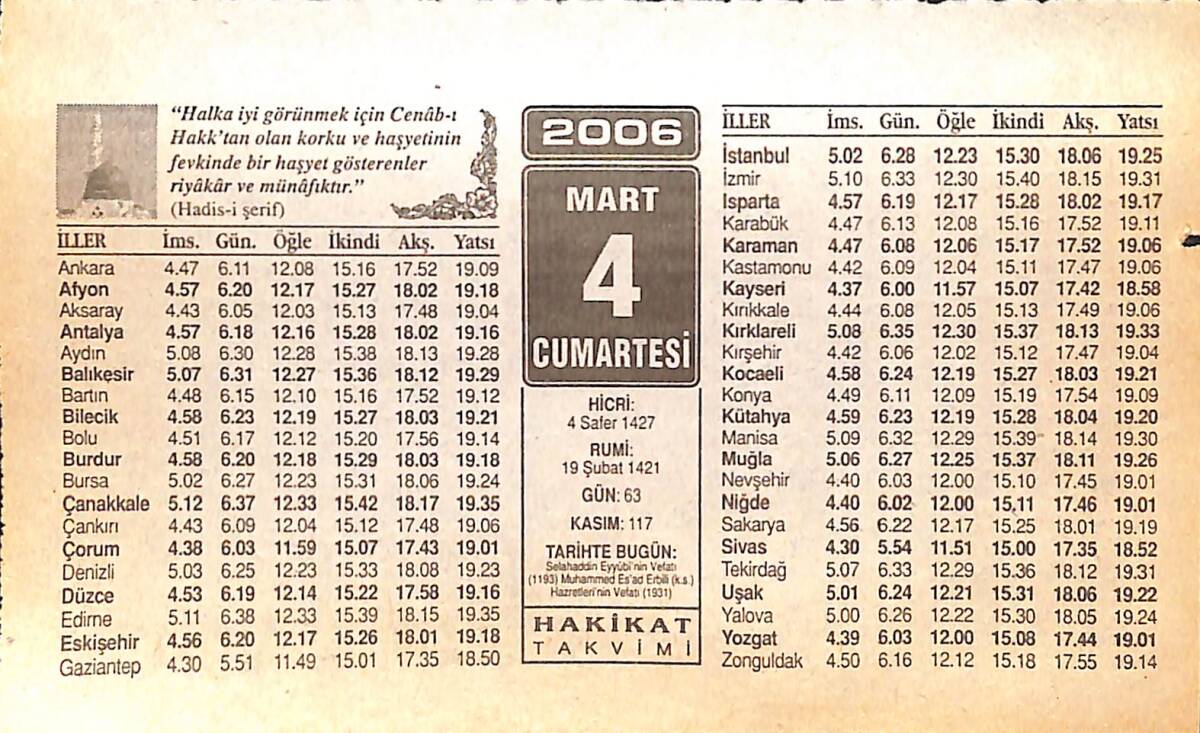 “Halka iyi görünmek için Cenâb-ı
Hakk’tan olan korku ve haşyetinin
fevkinde bir haşyet gösterenler
riyâkâr ve münâfıktır.”
(Hadis-i şerif)
İLLER İms. Gün. Öğle İkindi Akş. Yatsı
Ankara 4.47 6.11 12.08 15.16 17.52 19.09
Afyon 4.57 6.20 12.17 15.27 18.02 19.18
Aksaray 4.43 6.05 12.03 15.13 17.48 19.04
Antalya 4.57 6.18 12.16 15.28 18.02 19.16
Aydın 5.08 6.30 12.28 15.38 18.13 19.28
Balıkesir 5.07 6.31 12.27 15.36 18.12 19.29
Bartın 4.48 6.15 12.10 15.16 17.52 19.12
Bilecik 4.58 6.23 12.19 15.27 18.03 19.21
Bolu 4.51 6.17 12.12 15.20 17.56 19.14
Burdur 4.58 6.20 12.18 15.29 18.03 19.18
Bursa 5.02 6.27 12.23 15.31 18.06 19.24
Çanakkale 5.12 6.37 12.33 15.42 18.17 19.35
Çankırı 4.43 6.09 12.04 15.12 17.48 19.06
Çorum 4.38 6.03 11.59 15.07 17.43 19.01
Denizli 5.03 6.25 12.23 15.33 18.08 19.23
Düzce 4.53 6.19 12.14 15.22 17.58 19.16
Edirne 5.11 6.38 12.33 15.39 18.15 19.35
Eskişehir 4.56 6.20 12.17 15.26 18.01 19.18
Gaziantep 4.30 5.51 11.49 15.01 17.35 18.50
2006
MART
4
CUMARTESİ
HİCRİ:
4 Safer 1427
RUMİ:
19 Şubat 1421
GÜN: 63
KASIM: 117
TARİHTE BUGÜN:
Selahaddin Eyyûbi'nin Vefatı
(1193) Muhammed Es'ad Erbili (k.s.)
Hazretleri'nin Vefatı (1931)
HAKİKAT
TAKVİMİ
İLLER İms. Gün. Öğle İkindi Akş. Yatsı
İstanbul 5.02 6.28 12.23 15.30 18.06 19.25
İzmir 5.10 6.33 12.30 15.40 18.15 19.31
Isparta 4.57 6.19 12.17 15.28 18.02 19.17
Karabük 4.47 6.13 12.08 15.16 17.52 19.11
Karaman 4.47 6.08 12.06 15.17 17.52 19.06
Kastamonu 4.42 6.09 12.04 15.11 17.47 19.06
Kayseri 4.37 6.00 11.57 15.07 17.42 18.58
Kırıkkale 4.44 6.08 12.05 15.13 17.49 19.06
Kırklareli 5.08 6.35 12.30 15.37 18.13 19.33
Kırşehir 4.42 6.06 12.02 15.12 17.47 19.04
Kocaeli 4.58 6.24 12.19 15.27 18.03 19.21
Konya 4.49 6.11 12.09 15.19 17.54 19.09
Kütahya 4.59 6.23 12.19 15.28 18.04 19.20
Manisa 5.09 6.32 12.29 15.39 18.14 19.30
Muğla 5.06 6.27 12.25 15.37 18.11 19.26
Nevşehir 4.40 6.03 12.00 15.10 17.45 19.01
Niğde 4.40 6.02 12.00 15.11 17.46 19.01
Sakarya 4.56 6.22 12.17 15.25 18.01 19.19
Sivas 4.30 5.54 11.51 15.00 17.35 18.52
Tekirdağ 5.07 6.33 12.29 15.36 18.12 19.31
Uşak 5.01 6.24 12.21 15.31 18.06 19.22
Yalova 5.00 6.26 12.22 15.30 18.05 19.24
Yozgat 4.39 6.03 12.00 15.08 17.44 19.01
Zonguldak 4.50 6.16 12.12 15.18 17.55 19.14